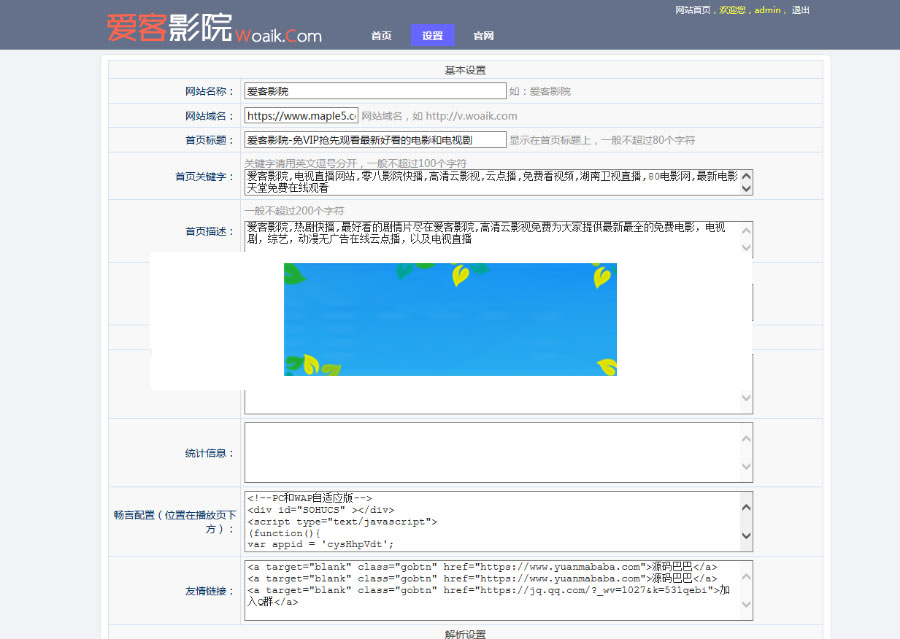 网站首页，欢迎您，admin， 退出
爱客影院Woaik.Com
首页 设置 官网
基本设置
网站名称： 爱客影院 如：爱客影院
网站域名： https://www.maple5.c 网站域名，如 http://v.woaik.com
首页标题： 爱客影院-免VIP抢先观看最新好看的电影和电视剧 显示在首页标题上，一般不超过80个字符
关键字请用英文逗号分开，一般不超过100个字符
首页关键字： 爱客影院,电视直播网站,零八影院快播,高清云影视,云点播,免费看视频,湖南卫视直播,80电影网,最新电影
天堂免费在线观看
一般不超过200个字符
首页描述： 爱客影院,热剧快播,最好看的剧情片尽在爱客影院,高清云影视免费为大家提供最新最全的免费电影，电视
剧，综艺，动漫无广告在线云点播，以及电视直播
统计信息：
畅言配置（位置在播放页下
方）：
<!--PC和WAP自适应版-->
<div id="SOHUCS" ></div>
<script type="text/javascript">
(function(){
var appid = 'cysHhpVdt';
友情链接：
<a target="blank" class="gobtn" href="https://www.yuanmababa.com">源码巴巴</a>
<a target="blank" class="gobtn" href="https://www.yuanmababa.com">源码巴巴</a>
<a target="blank" class="gobtn" href="https://jq.qq.com/?_wv=1027&k=531qebi">加
入Q群</a>
解析设置